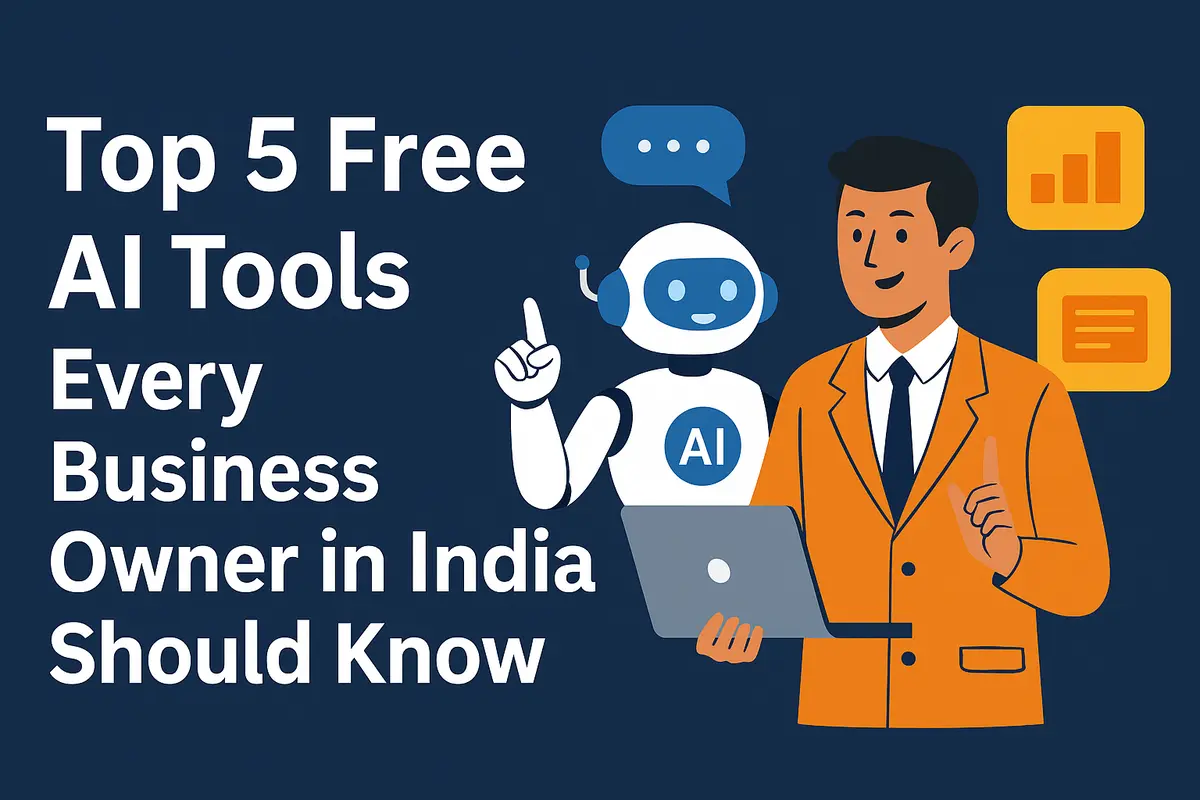 Top 5 Free
AI Tools
Every
Business
Owner in India
Should Know
AI